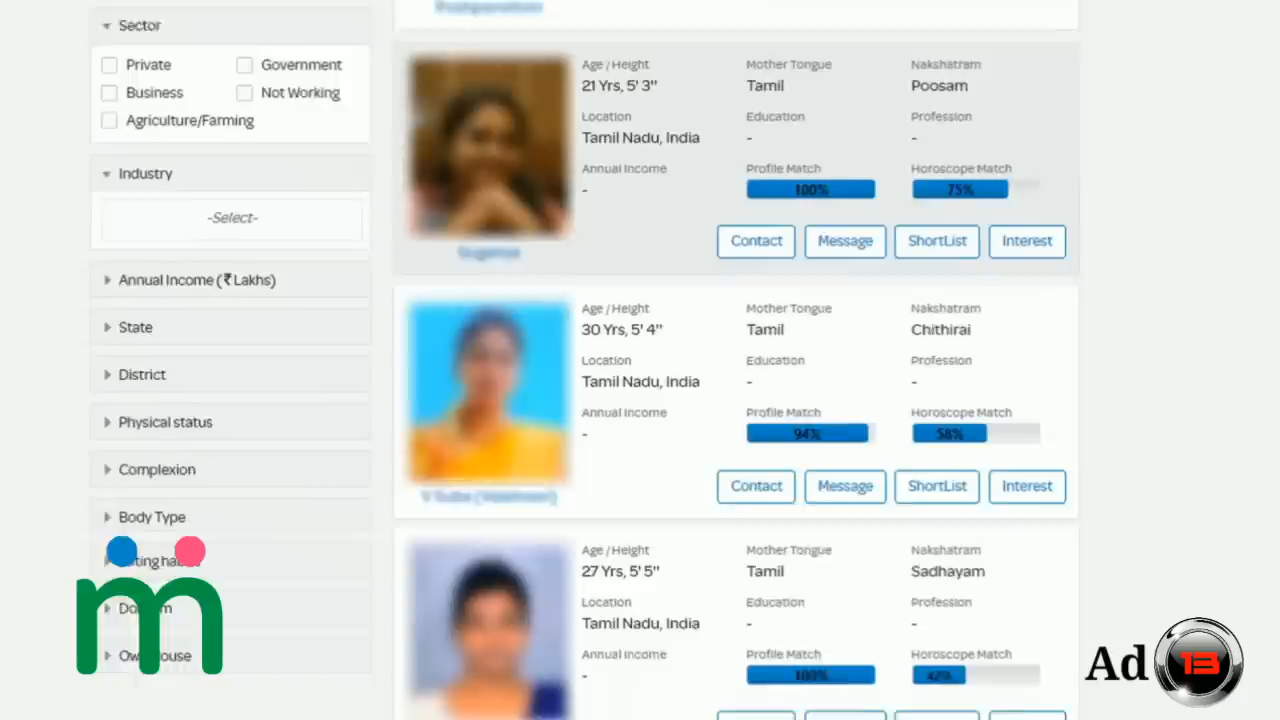 Sector
Private
Government
Business
Not Working
Agriculture/Farming
Industry
-Select-
Annual Income (₹ Lakhs)
State
District
Physical status
Complexion
Body Type
Age / Height
Mother Tongue
Nakshatram
21 Yrs, 5' 3"
Tamil
Poosam
Location
Education
Profession
Tamil Nadu, India
-
-
Annual Income
Profile Match
Horoscope Match
-
100%
75%
Contact
Message
ShortList
Interest
Age / Height
Mother Tongue
Nakshatram
30 Yrs, 5' 4"
Tamil
Chithirai
Location
Education
Profession
Tamil Nadu, India
-
-
Annual Income
Profile Match
Horoscope Match
-
94%
58%
Contact
Message
ShortList
Interest
Age / Height
Mother Tongue
Nakshatram
27 Yrs, 5' 5"
Tamil
Sadhayam
Location
Education
Profession
Tamil Nadu, India
-
-
Annual Income
Profile Match
Horoscope Match
-
100%
42%
m
Ad 13